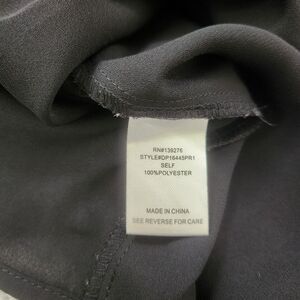 RN#139276
STYLE#DP16445PR1
SELF
100%POLYESTER
MADE IN CHINA
SEE REVERSE FOR CARE